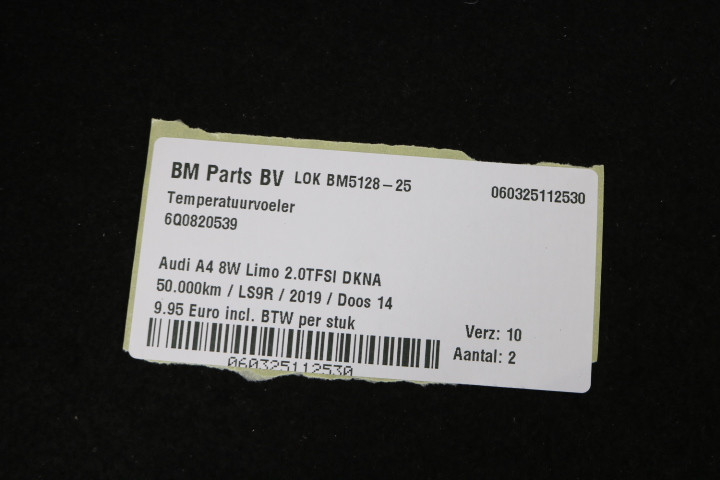 BM Parts BV LOK BM5128-25 060325112530
Temperatuurvoeler
6Q0820539
Audi A4 8W Limo 2.0TFSI DKNA
50.000km / LS9R / 2019 / Doos 14
9.95 Euro incl. BTW per stuk
Verz: 10
Aantal: 2
060325112530